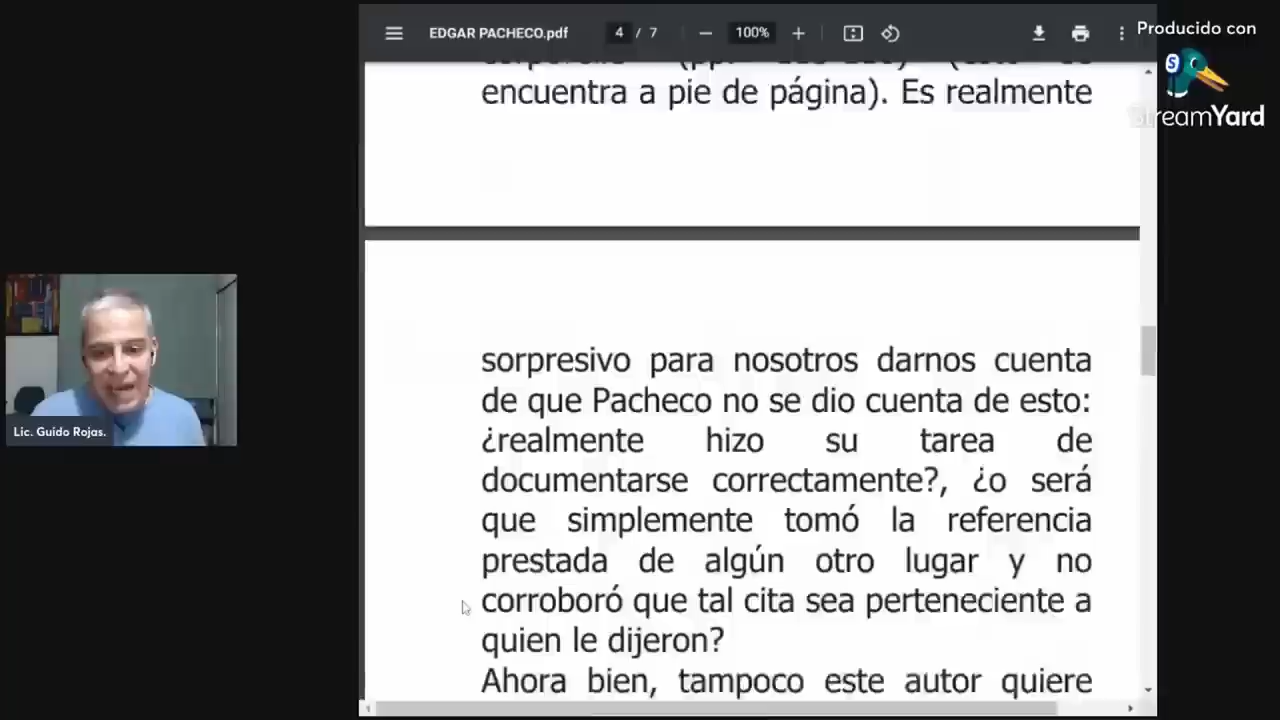 EDGAR PACHECO.pdf 4 / 7 100%
Producido con
StreamYard
encuentra a pie de página). Es realmente
sorpresivo para nosotros darnos cuenta
de que Pacheco no se dio cuenta de esto:
¿realmente hizo su tarea de
documentarse correctamente?, ¿o será
que simplemente tomó la referencia
prestada de algún otro lugar y no
corroboró que tal cita sea perteneciente a
quien le dijeron?
Ahora bien, tampoco este autor quiere
Lic. Guido Rojas.